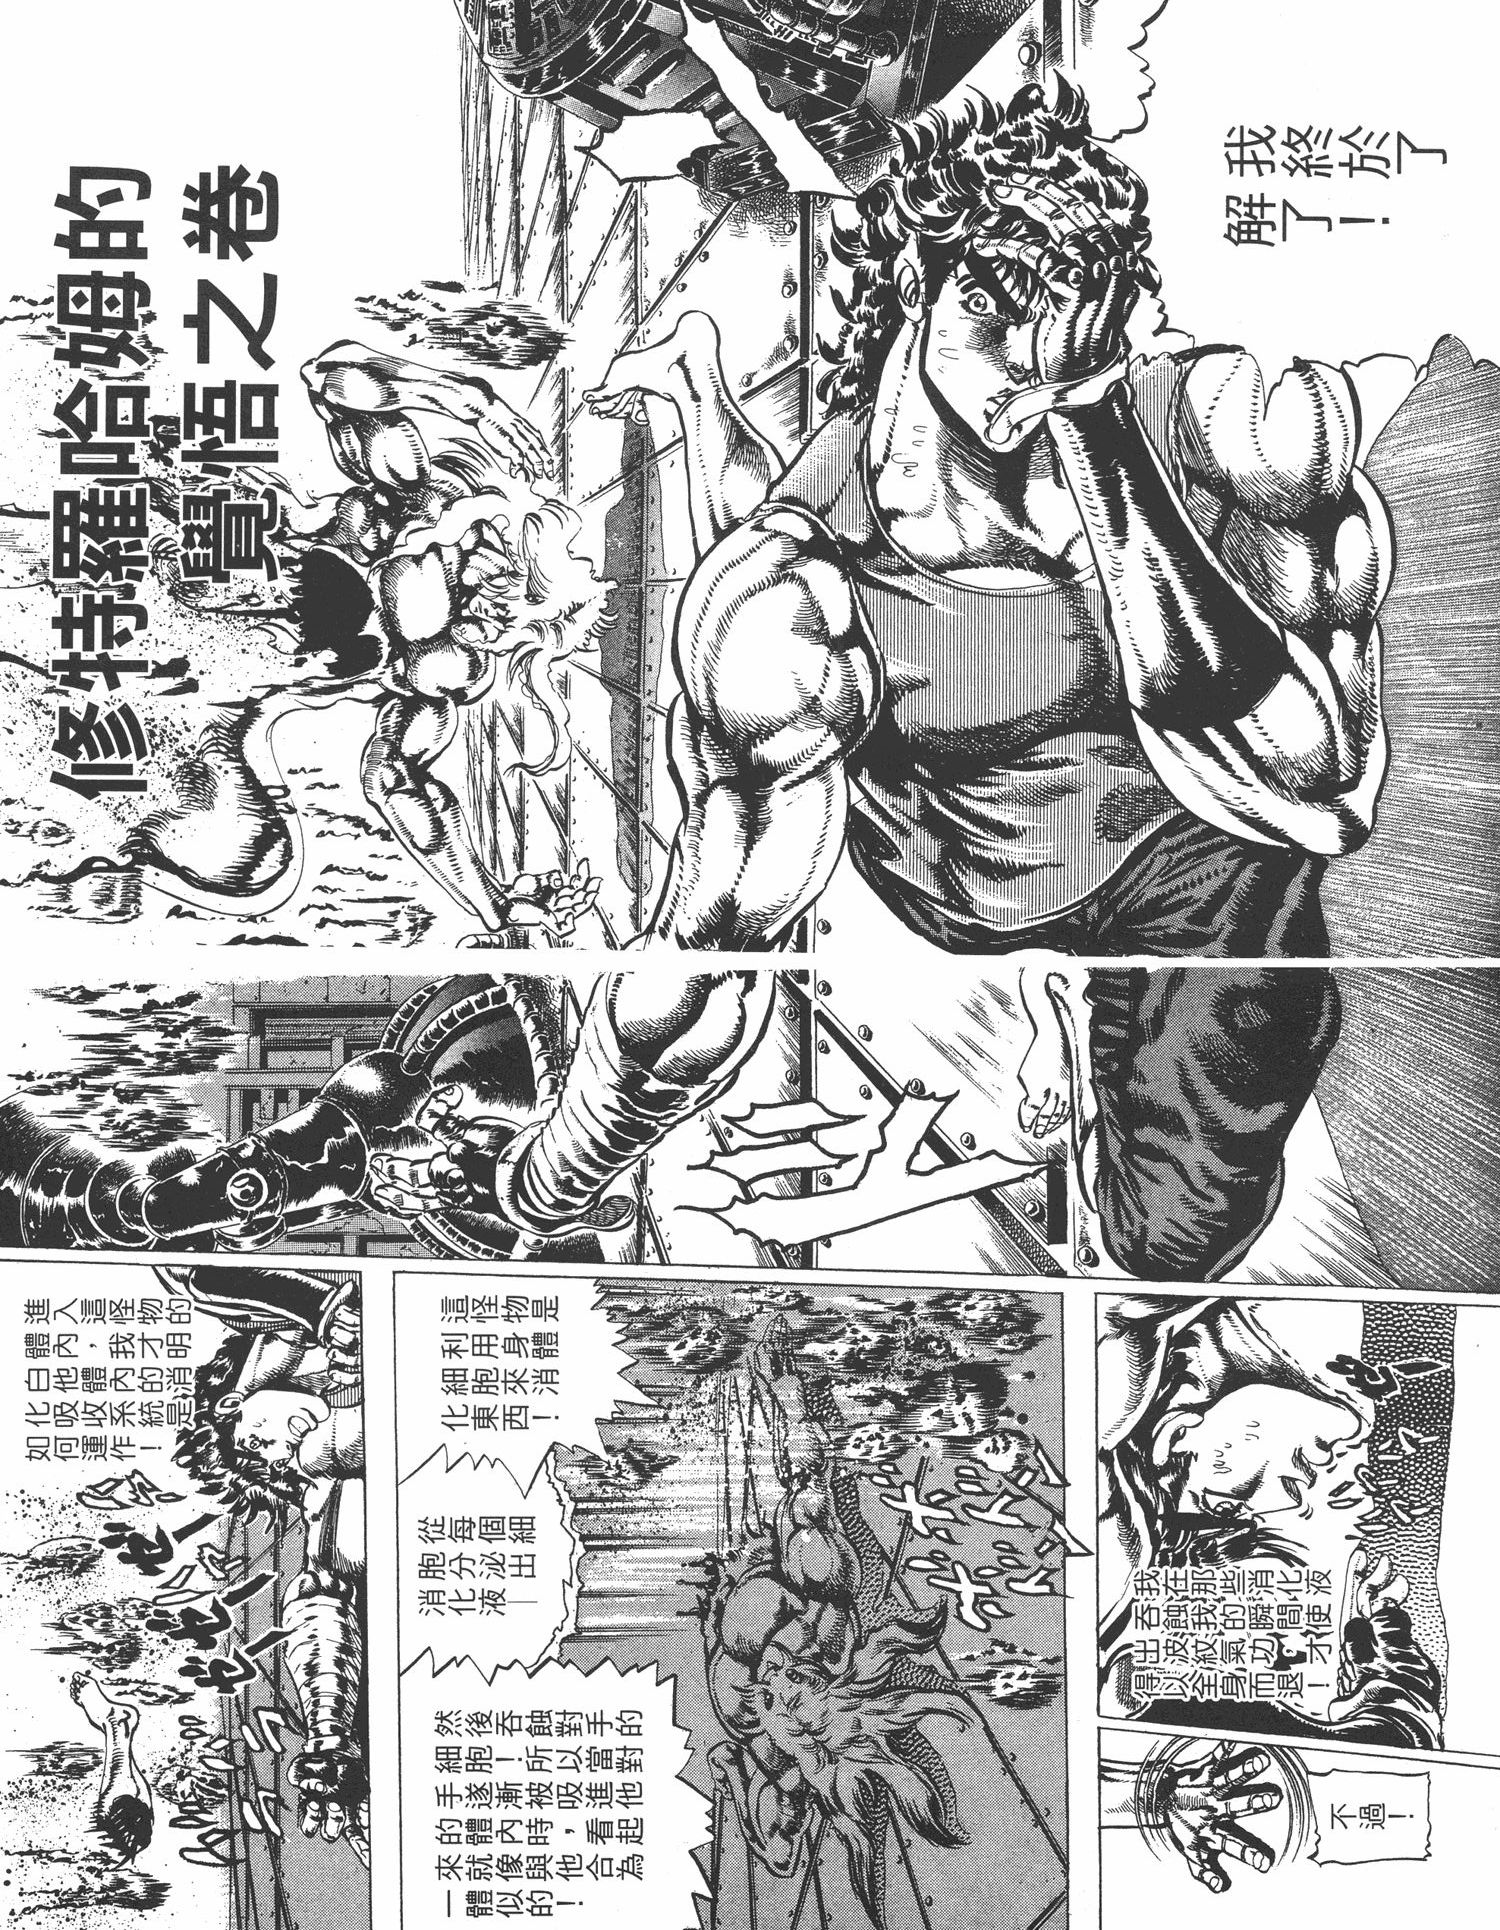 修特羅哈姆的
覺悟之卷
我終於了
解了！
進入這怪物的
體內，我才明
白他體內的消
化吸收系統是
如何運作！
這怪物是
利用身體
細胞來消
化東西！
從每個細
胞分泌出
消化液—
然後吞蝕對手的
細胞！所以當對
手遂漸被吸進他
的體內時，看起
來就像與他合為
一體似的！
我在那些消化液
吞蝕我的瞬間使
出波紋氣功，才
得以全身而退！
不過！